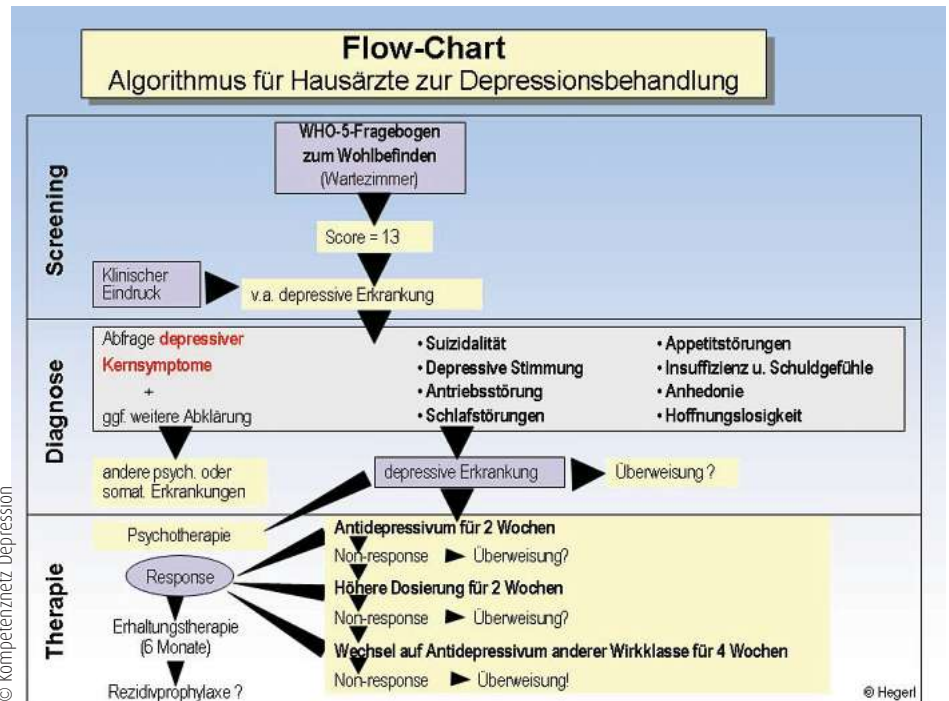 Flow-Chart
Algorithmus für Hausärzte zur Depressionsbehandlung
Screening
WHO-5-Fragebogen
zum Wohlbefinden
(Wartezimmer)
Score = 13
Klinischer
Eindruck
v.a. depressive Erkrankung
Diagnose
Abfrage depressiver
Kernsymptome
+
ggf. weitere Abklärung
• Suizidalität
• Depressive Stimmung
• Antriebsstörung
• Schlafstörungen
• Appetitstörungen
• Insuffizienz u. Schuldgefühle
• Anhedonie
• Hoffnungslosigkeit
andere psych. oder
somat. Erkrankungen
depressive Erkrankung
Überweisung ?
Therapie
Psychotherapie
Response
Erhaltungstherapie
(6 Monate)
Rezidivprophylaxe ?
Antidepressivum für 2 Wochen
Non-response
Überweisung?
Höhere Dosierung für 2 Wochen
Non-response
Überweisung?
Wechsel auf Antidepressivum anderer Wirkklasse für 4 Wochen
Non-response
Überweisung!
© Hegerl
© Kompetenznetz Depression